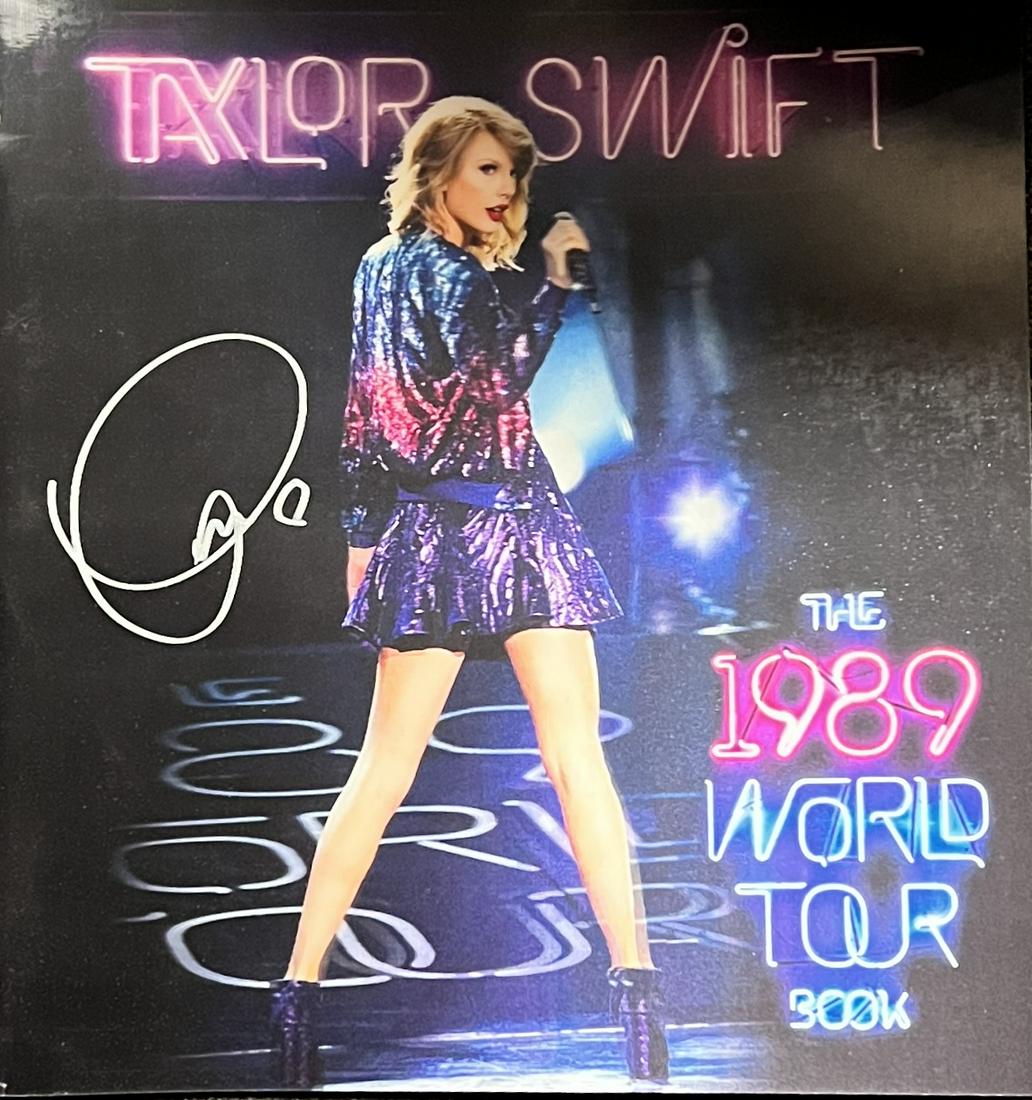 TAYLOR SWIFT
THE
1989
WORLD
TOUR
BOOK